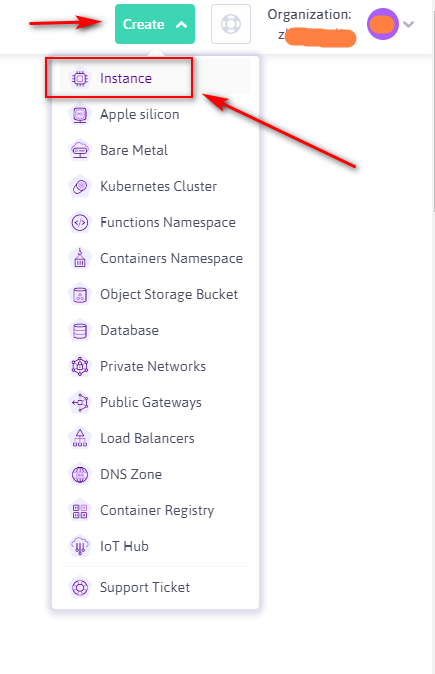 Create
Organization:
z
Instance
Apple silicon
Bare Metal
Kubernetes Cluster
Functions Namespace
Containers Namespace
Object Storage Bucket
Database
Private Networks
Public Gateways
Load Balancers
DNS Zone
Container Registry
IoT Hub
Support Ticket